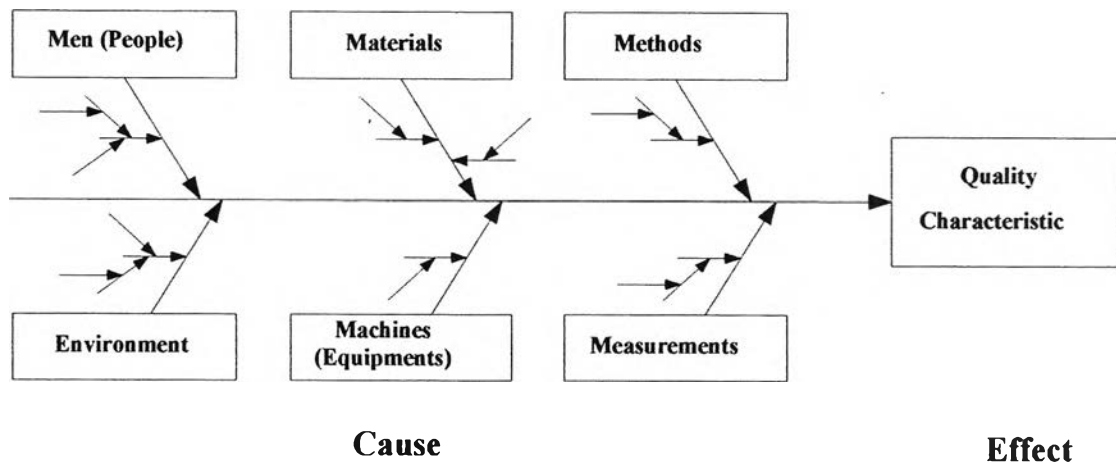 Men (People)
Materials
Methods
Quality
Characteristic
Environment
Machines
(Equipments)
Measurements
Cause
Effect